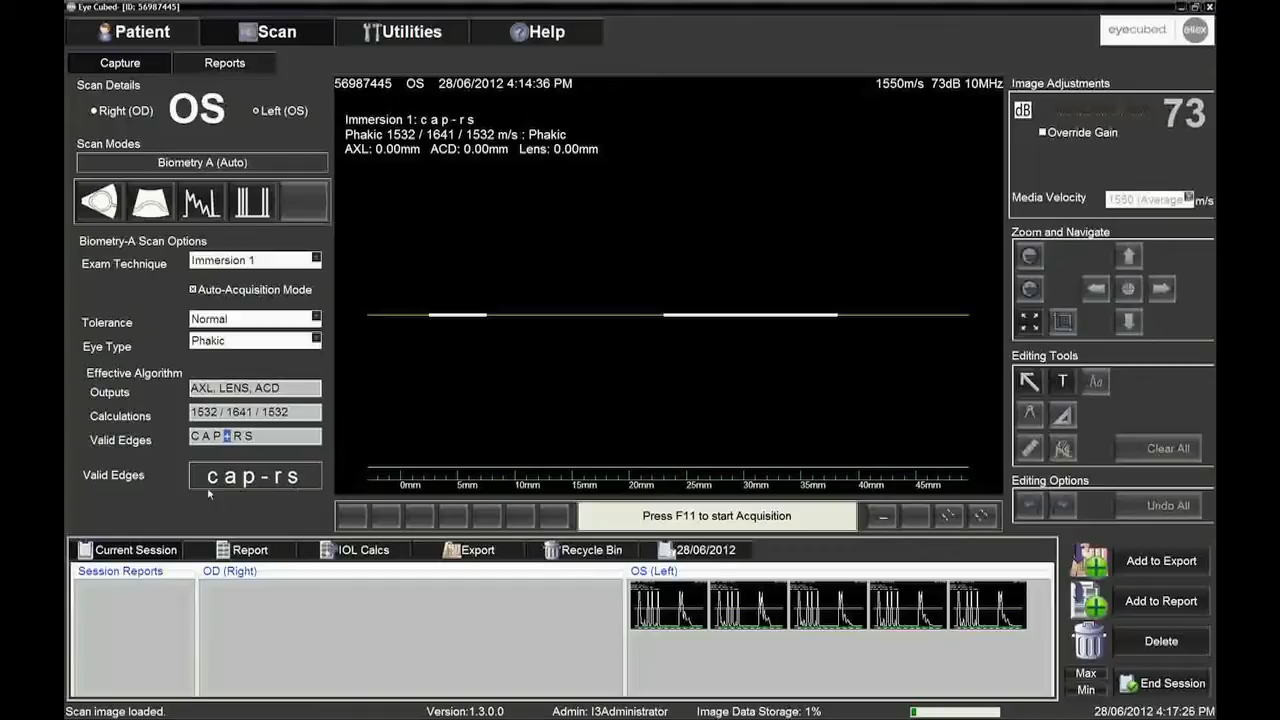 Eye Cubed- [ID: 56987445]
Patient
Scan
Utilities
Help
eyecubed
ellex
Capture
Reports
Scan Details
Right (OD)
OS
Left (OS)
Scan Modes
Biometry A (Auto)
Biometry-A Scan Options
Exam Technique
Immersion 1
Auto-Acquisition Mode
Tolerance
Normal
Eye Type
Phakic
Effective Algorithm
Outputs
AXL, LENS, ACD
Calculations
1532 / 1641 / 1532
Valid Edges
C A P + R S
Valid Edges
c a p - r s
56987445 OS 28/06/2012 4:14:36 PM
1550m/s 73dB 10MHz
Immersion 1: c a p - r s
Phakic 1532 / 1641 / 1532 m/s : Phakic
AXL: 0.00mm ACD: 0.00mm Lens: 0.00mm
0mm 5mm 10mm 15mm 20mm 25mm 30mm 35mm 40mm 45mm
Press F11 to start Acquisition
Image Adjustments
dB
73
Override Gain
Media Velocity
1550 (Average
m/s
Zoom and Navigate
Editing Tools
T
Aa
Clear All
Editing Options
Undo All
Current Session
Report
IOL Calcs
Export
Recycle Bin
28/06/2012
Session Reports
OD (Right)
OS (Left)
Add to Export
Add to Report
Delete
Max
Min
End Session
Scan image loaded.
Version:1.3.0.0
Admin: I3Administrator
Image Data Storage: 1%
28/06/2012 4:17:26 PM